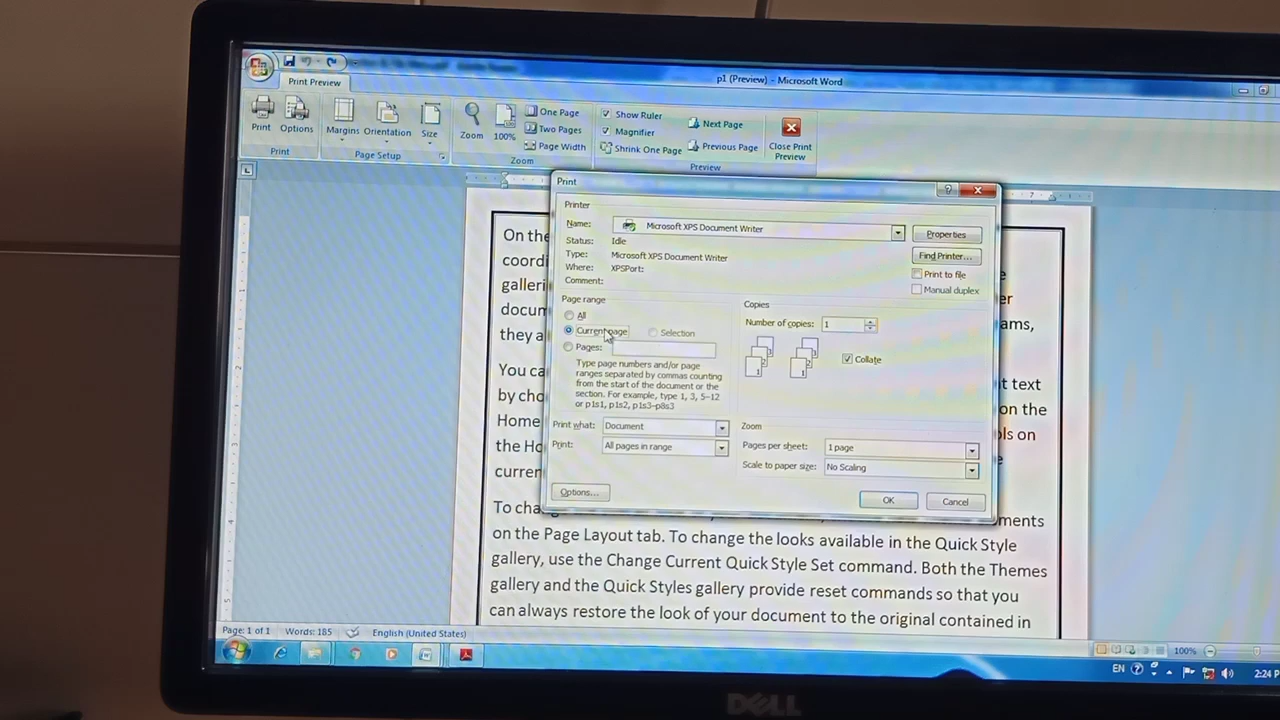 p1 (Preview) - Microsoft Word
Print Preview
Print
Options
Margins
Orientation
Size
Zoom
100%
One Page
Two Pages
Page Width
Show Ruler
Magnifier
Shrink One Page
Next Page
Previous Page
Close Print
Preview
Print
Page Setup
Zoom
Preview
Print
Printer
Name:
Microsoft XPS Document Writer
Properties
Status:
Idle
Find Printer...
Type:
Microsoft XPS Document Writer
Where:
XPSPort:
Print to file
Comment:
Manual duplex
Page range
All
Current page
Selection
Pages:
Type page numbers and/or page
ranges separated by commas counting
from the start of the document or the
section. For example, type 1, 3, 5–12
or p1s1, p1s2, p1s3–p8s3
Copies
Number of copies:
1
Collate
Print what:
Document
Print:
All pages in range
Zoom
Pages per sheet:
1 page
Scale to paper size:
No Scaling
Options...
OK
Cancel
On the
coordi
galleri
er
docum
ams,
they a
You ca
t text
by cho
on the
Home
ols on
the Ho
curren
To cha
ments
on the Page Layout tab. To change the looks available in the Quick Style
gallery, use the Change Current Quick Style Set command. Both the Themes
gallery and the Quick Styles gallery provide reset commands so that you
can always restore the look of your document to the original contained in
Page: 1 of 1
Words: 185
English (United States)
100%
EN
2:24 P
DELL